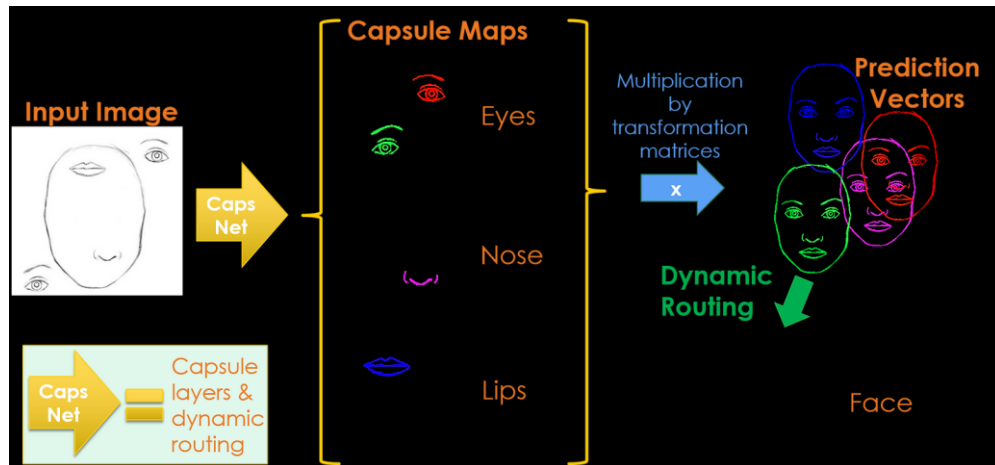 Capsule Maps
Input Image
Caps
Net
Eyes
Nose
Lips
Multiplication
by
transformation
matrices
x
Prediction
Vectors
Dynamic
Routing
Face
Caps
Net
Capsule
layers &
dynamic
routing